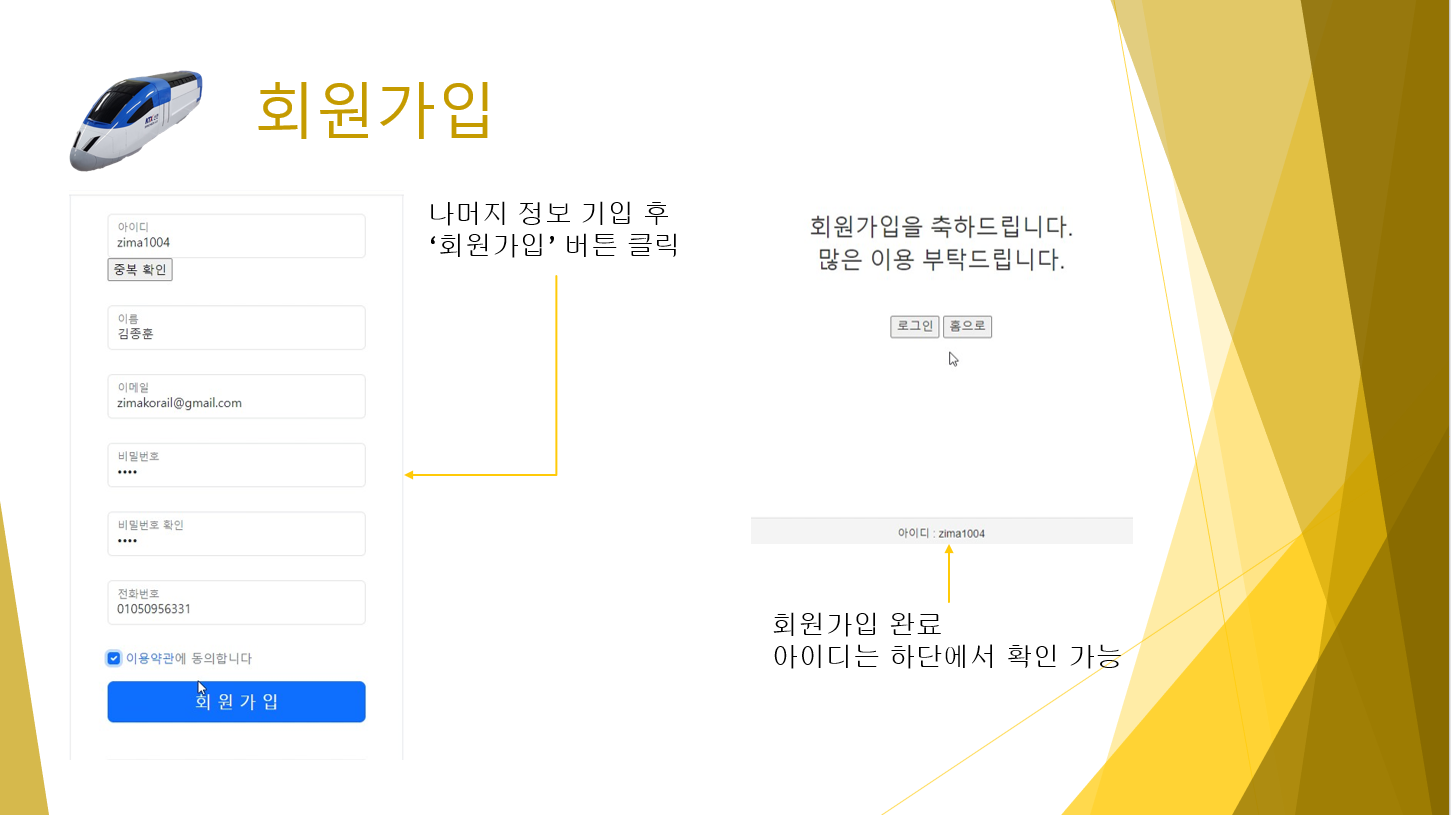 회원가입
아이디
zima1004
중복 확인
이름
김종훈
이메일
zimakorail@gmail.com
비밀번호
••••
비밀번호 확인
••••
전화번호
01050956331
이용약관에 동의합니다
회 원 가 입
나머지 정보 기입 후
‘회원가입’ 버튼 클릭
회원가입을 축하드립니다.
많은 이용 부탁드립니다.
로그인 홈으로
아이디 : zima1004
회원가입 완료
아이디는 하단에서 확인 가능